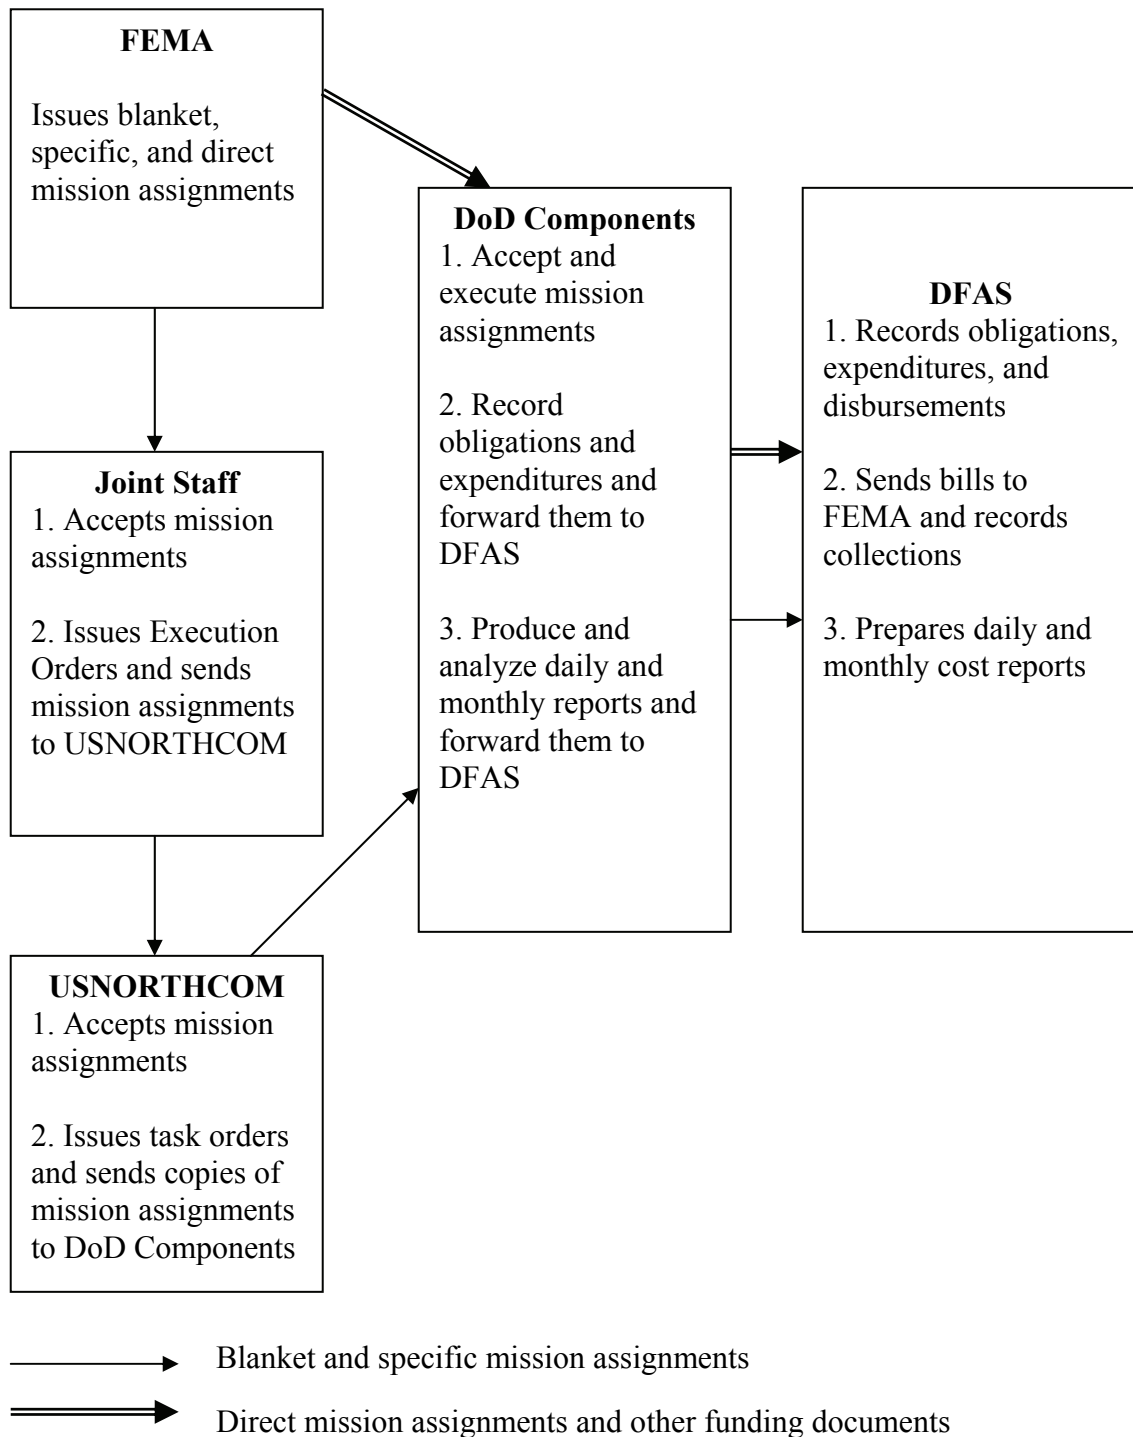 FEMA
Issues blanket,
specific, and direct
mission assignments
Joint Staff
1. Accepts mission
assignments
2. Issues Execution
Orders and sends
mission assignments
to USNORTHCOM
USNORTHCOM
1. Accepts mission
assignments
2. Issues task orders
and sends copies of
mission assignments
to DoD Components
DoD Components
1. Accept and
execute mission
assignments
2. Record
obligations and
expenditures and
forward them to
DFAS
3. Produce and
analyze daily and
monthly reports and
forward them to
DFAS
DFAS
1. Records obligations,
expenditures, and
disbursements
2. Sends bills to
FEMA and records
collections
3. Prepares daily and
monthly cost reports
Blanket and specific mission assignments
Direct mission assignments and other funding documents